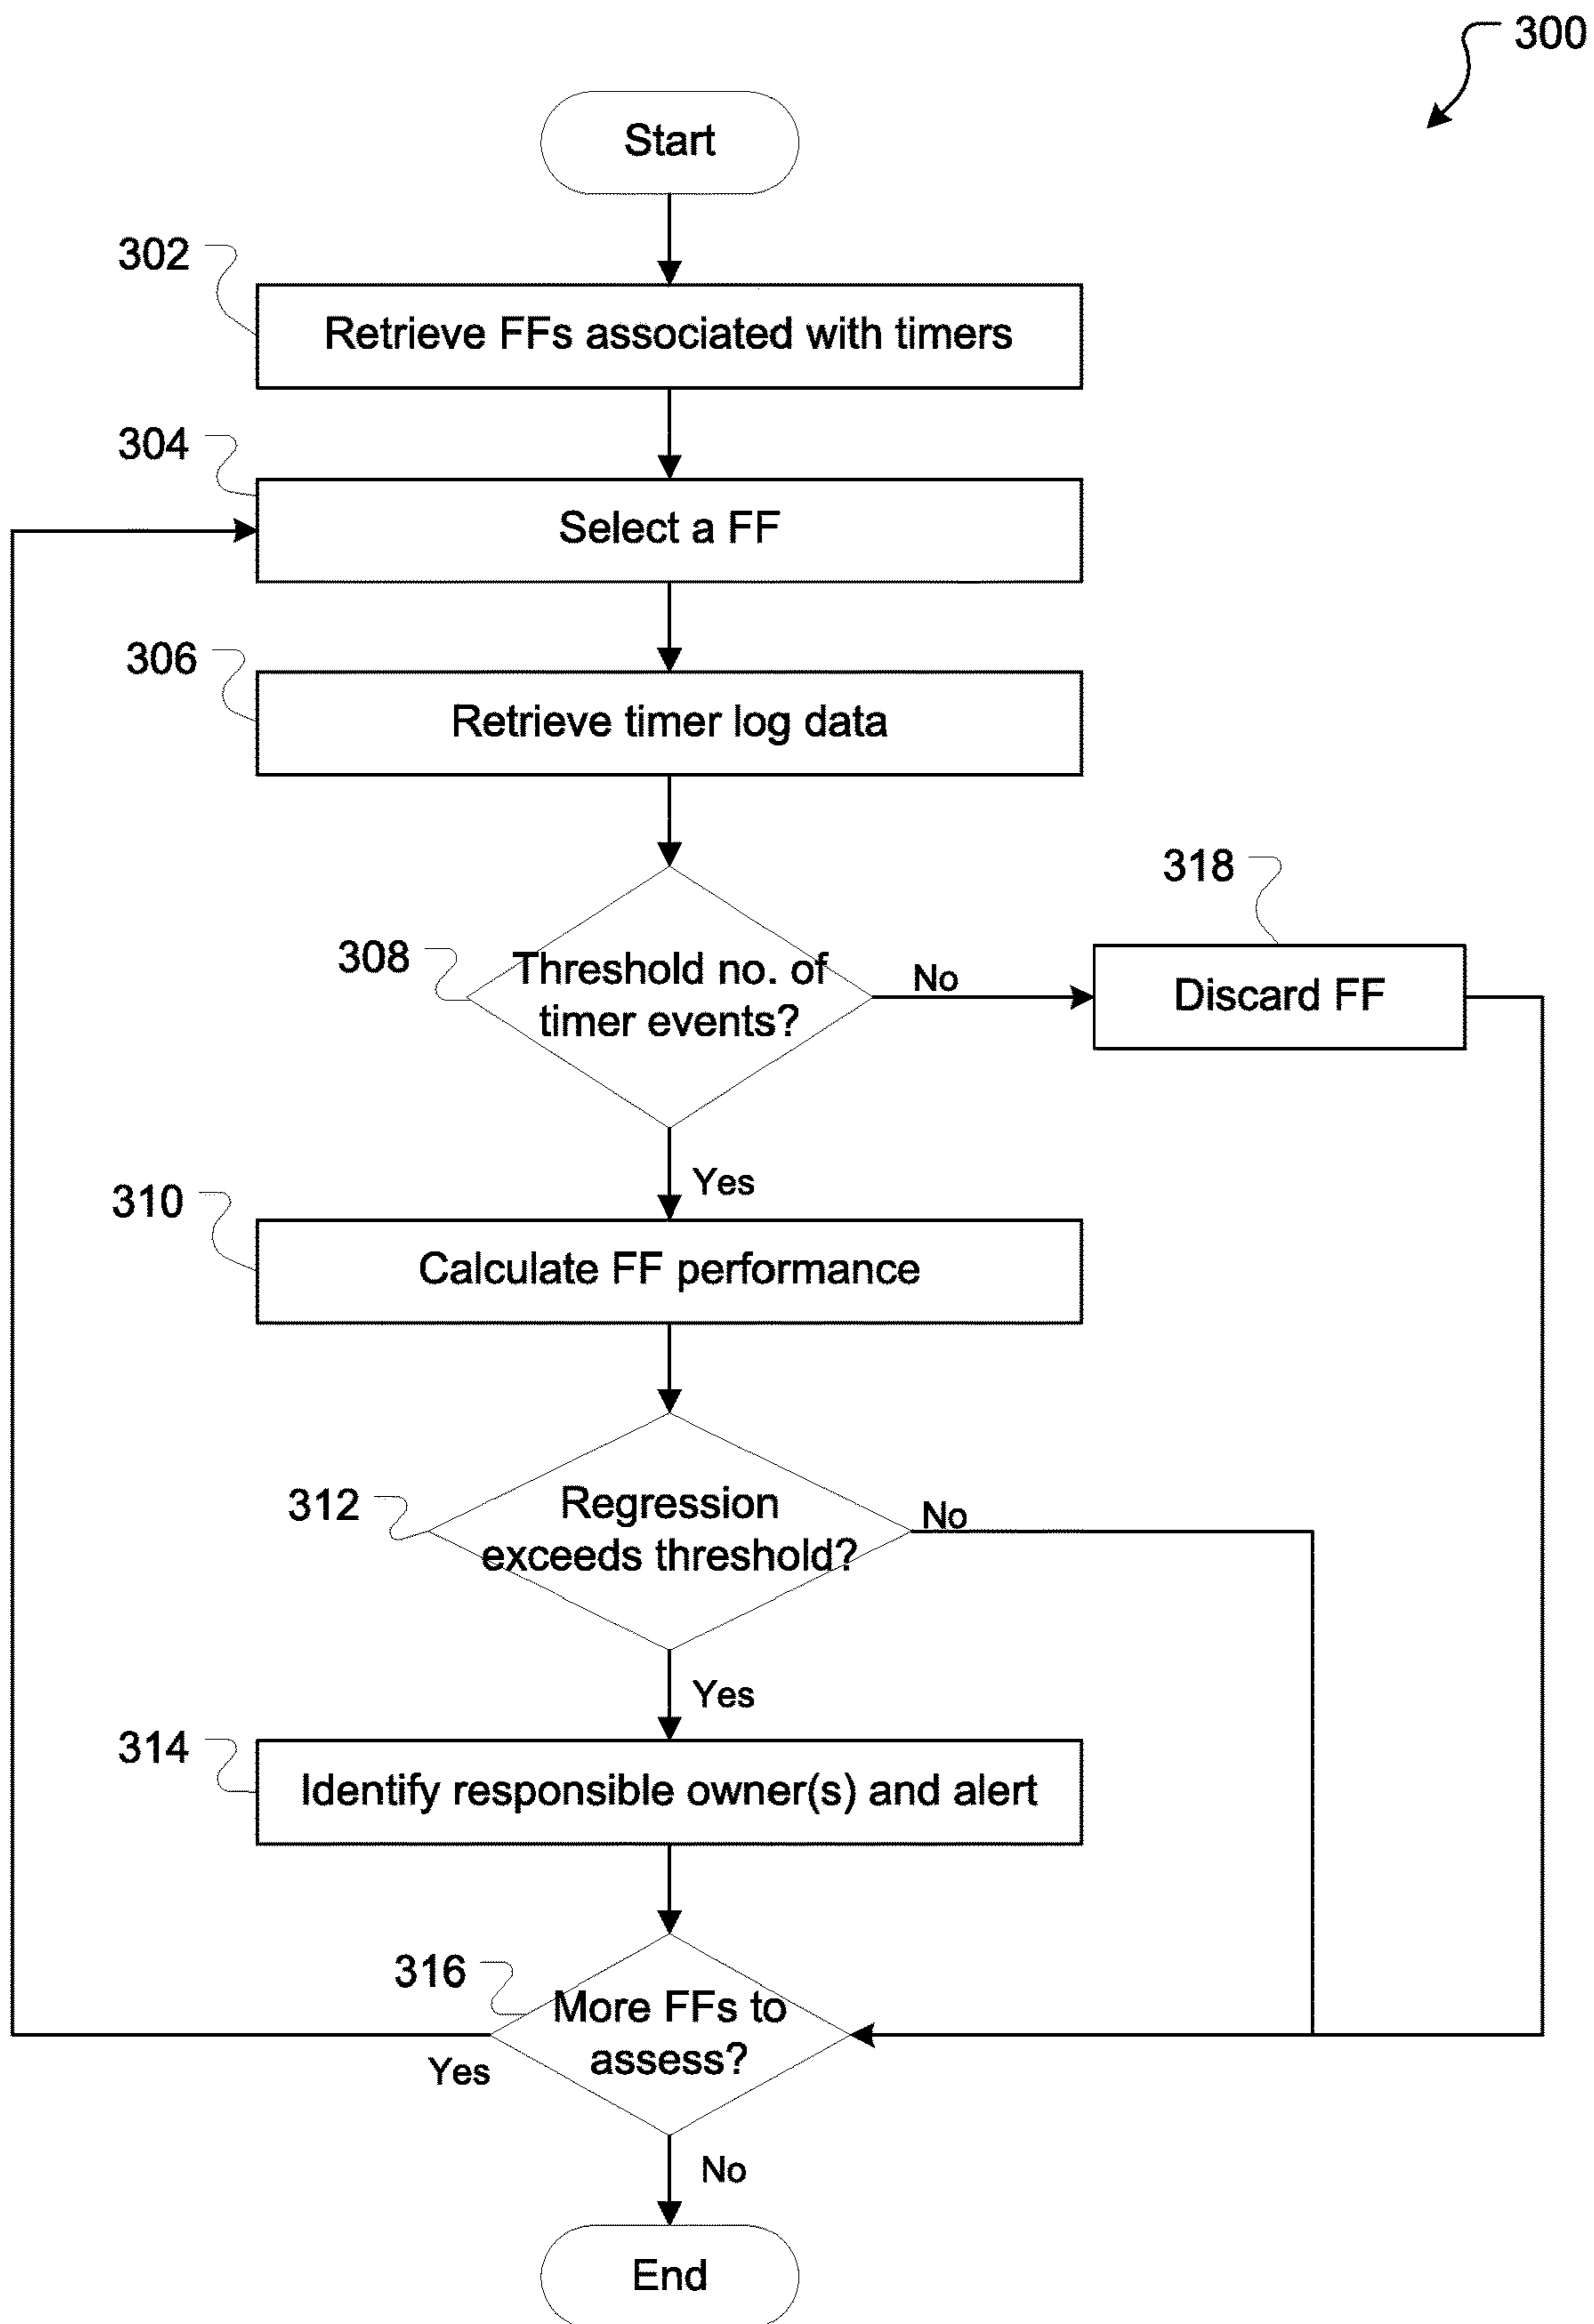 300
Start
302
Retrieve FFs associated with timers
304
Select a FF
306
Retrieve timer log data
318
308
Threshold no. of
timer events?
No
Discard FF
Yes
310
Calculate FF performance
312
Regression
exceeds threshold?
No
Yes
314
Identify responsible owner(s) and alert
316
More FFs to
assess?
Yes
No
End